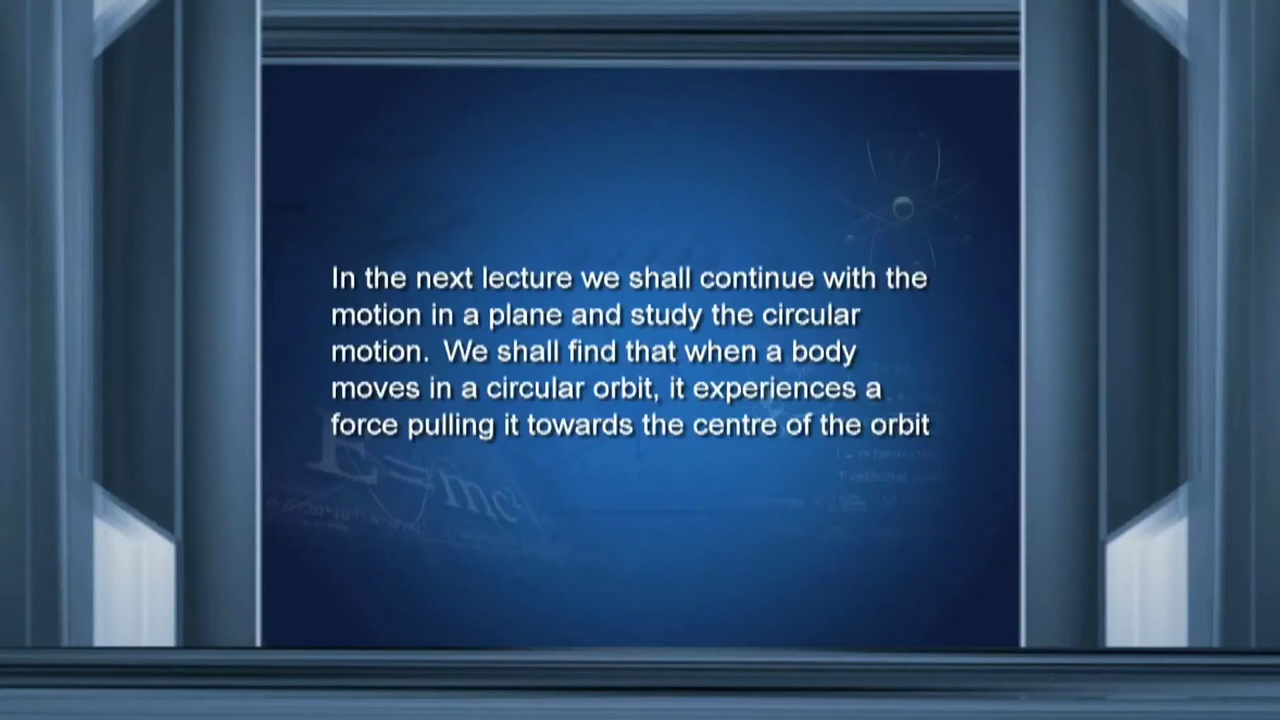 In the next lecture we shall continue with the
motion in a plane and study the circular
motion.  We shall find that when a body
moves in a circular orbit, it experiences a
force pulling it towards the centre of the orbit
E=mc²